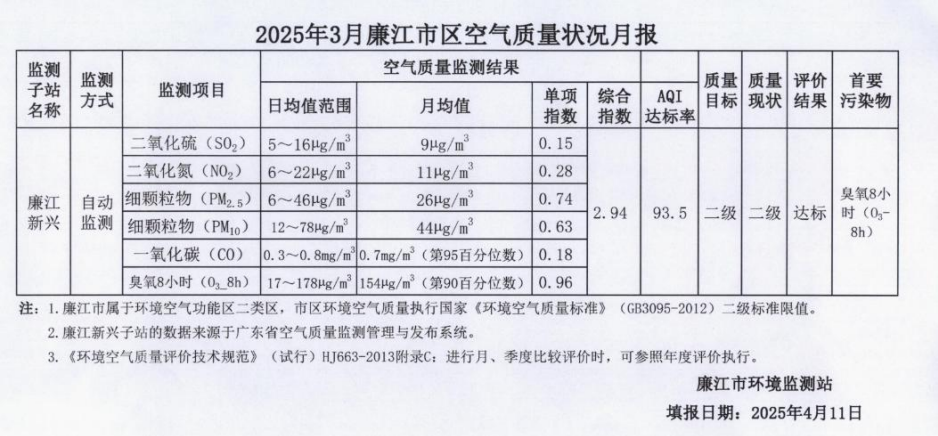 2025年3月廉江市区空气质量状况月报
监测子站名称 监测方式 监测项目 空气质量监测结果 质量目标 质量现状 评价结果 首要污染物
日均值范围 月均值 单项指数 综合指数 AQI达标率
廉江新兴 自动监测 二氧化硫（SO₂） 5～16μg/m³ 9μg/m³ 0.15 2.94 93.5 二级 二级 达标 臭氧8小时（O₃-8h）
二氧化氮（NO₂） 6～22μg/m³ 11μg/m³ 0.28
细颗粒物（PM₂.₅） 6～46μg/m³ 26μg/m³ 0.74
细颗粒物（PM₁₀） 12～78μg/m³ 44μg/m³ 0.63
一氧化碳（CO） 0.3～0.8mg/m³ 0.7mg/m³（第95百分位数） 0.18
臭氧8小时（O₃_8h） 17～178μg/m³ 154μg/m³（第90百分位数） 0.96
注：1.廉江市属于环境空气功能区二类区，市区环境空气质量执行国家《环境空气质量标准》（GB3095-2012）二级标准限值。
2.廉江新兴子站的数据来源于广东省空气质量监测管理与发布系统。
3.《环境空气质量评价技术规范》（试行）HJ663-2013附录C：进行月、季度比较评价时，可参照年度评价执行。
廉江市环境监测站
填报日期：2025年4月11日